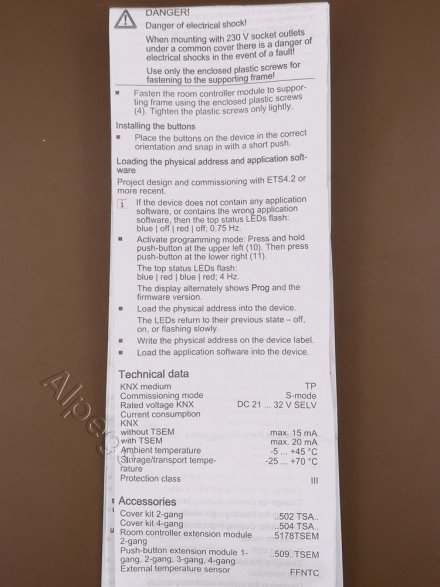 DANGER!
Danger of electrical shock!
When mounting with 230 V socket outlets
under a common cover there is a danger of
electrical shocks in the event of a fault!
Use only the enclosed plastic screws for
fastening to the supporting frame!
■ Fasten the room controller module to suppor-
ting frame using the enclosed plastic screws
(4). Tighten the plastic screws only lightly.
Installing the buttons
■ Place the buttons on the device in the correct
orientation and snap in with a short push.
Loading the physical address and application soft-
ware
Project design and commissioning with ETS4.2 or
more recent.
i If the device does not contain any application
software, or contains the wrong application
software, then the top status LEDs flash:
blue | off | red | off; 0.75 Hz.
■ Activate programming mode: Press and hold
push-button at the upper left (10). Then press
push-button at the lower right (11).
The top status LEDs flash:
blue | red | blue | red; 4 Hz.
The display alternately shows Prog and the
firmware version.
■ Load the physical address into the device.
The LEDs return to their previous state – off,
on, or flashing slowly.
■ Write the physical address on the device label.
■ Load the application software into the device.
Technical data
KNX medium TP
Commissioning mode S-mode
Rated voltage KNX DC 21 ... 32 V SELV
Current consumption
KNX
without TSEM max. 15 mA
with TSEM max. 20 mA
Ambient temperature -5 ... +45 °C
Storage/transport tempe- -25 ... +70 °C
rature
Protection class III
Accessories
Cover kit 2-gang ..502 TSA..
Cover kit 4-gang ..504 TSA..
Room controller extension module ..5178TSEM
2-gang
Push-button extension module 1- ..509..TSEM
gang, 2-gang, 3-gang, 4-gang
External temperature sensor FFNTC